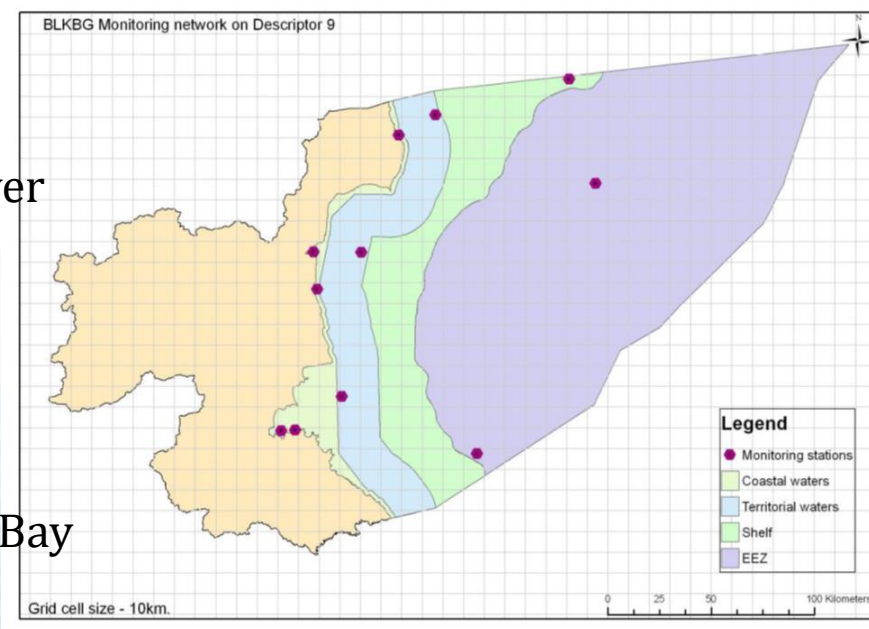 BLKBG Monitoring network on Descriptor 9
N
Bay
Legend
Monitoring stations
Coastal waters
Territorial waters
Shelf
EEZ
0 25 50 100 Kilometers
Grid cell size - 10km.